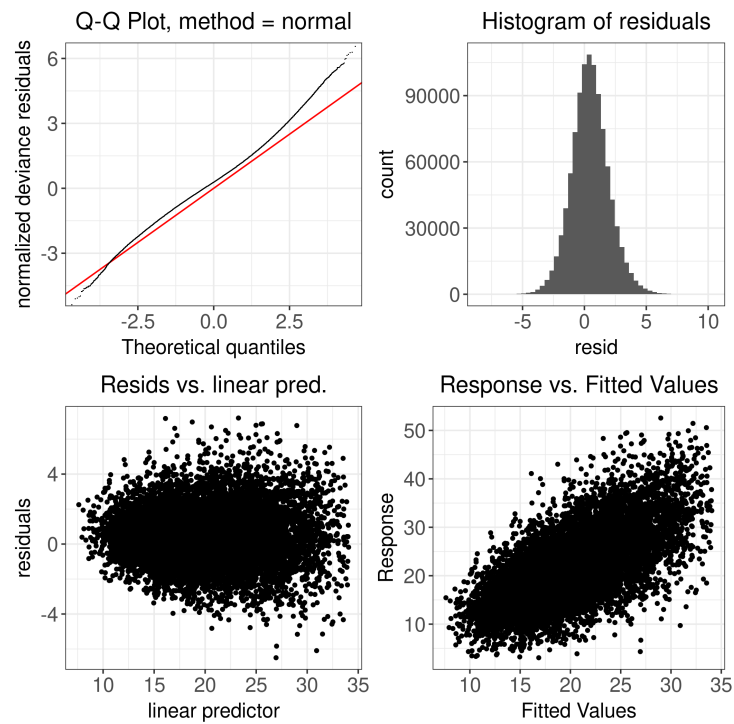 Q-Q Plot, method = normal
normalized deviance residuals
6
3
0
-3
-2.5 0.0 2.5
Theoretical quantiles
Histogram of residuals
count
90000
60000
30000
0
-5 0 5 10
resid
Resids vs. linear pred.
residuals
4
0
-4
10 15 20 25 30 35
linear predictor
Response vs. Fitted Values
Response
50
40
30
20
10
10 15 20 25 30 35
Fitted Values